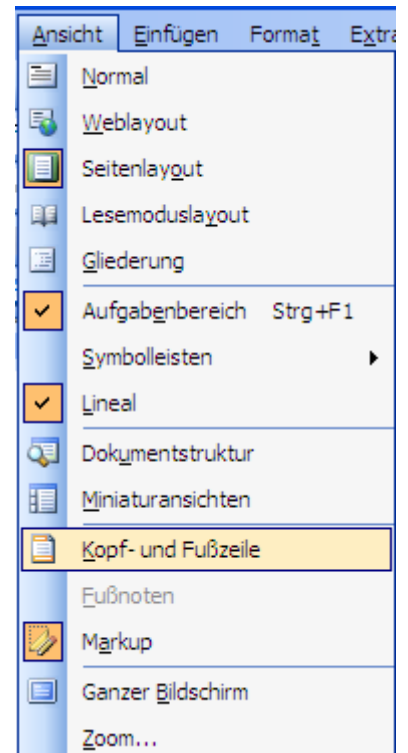 Ansicht Einfügen Format Extra
Normal
Weblayout
Seitenlayout
Lesemoduslayout
Gliederung
Aufgabenbereich Strg+F1
Symbolleisten
Lineal
Dokumentstruktur
Miniaturansichten
Kopf- und Fußzeile
Fußnoten
Markup
Ganzer Bildschirm
Zoom...